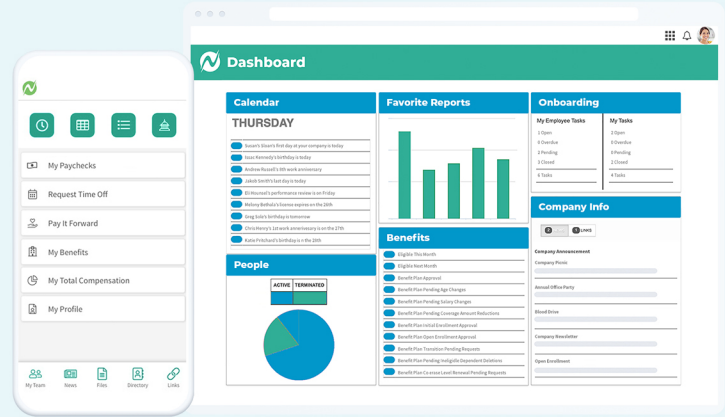 My Paychecks
Request Time Off
Pay It Forward
My Benefits
My Total Compensation
My Profile
My Team
News
Files
Directory
Links
Dashboard
Calendar
THURSDAY
Susan's Sloan's first day at your company is today
Isaac Kennedy's birthday is today
Andrew Russell's 9th work anniversary
Jakob Smith's last day is today
Eli Hounsel's performance review is on Friday
Melony Bethala's license expires on the 26th
Greg Solo's birthday is tomorrow
Chris Henry's 1st work anniversary is on the 27th
Katie Pritchard's birthday is n the 28th
People
ACTIVE TERMINATED
Favorite Reports
Benefits
Eligible This Month
Eligible Next Month
Benefit Plan Approval
Benefit Plan Pending Age Changes
Benefit Plan Pending Salary Changes
Benefit Plan Pending Coverage Amount Reductions
Benefit Plan Initial Enrollment Approval
Benefit Plan Open Enrollment Approval
Benefit Plan Transition Pending Requests
Benefit Plan Pending Ineligible Dependent Deletions
Benefit Plan Level Renewal Pending Requests
Onboarding
My Employee Tasks
1 Open
0 Overdue
2 Pending
3 Closed
6 Tasks
My Tasks
2 Open
0 Overdue
0 Pending
2 Closed
4 Tasks
Company Info
LINKS
Company Announcement
Company Picnic
Annual Office Party
Blood Drive
Company Newsletter
Open Enrollment